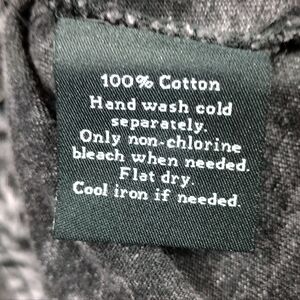 100% Cotton
Hand wash cold
separately.
Only non-chlorine
bleach when needed.
Flat dry.
Cool iron if needed.